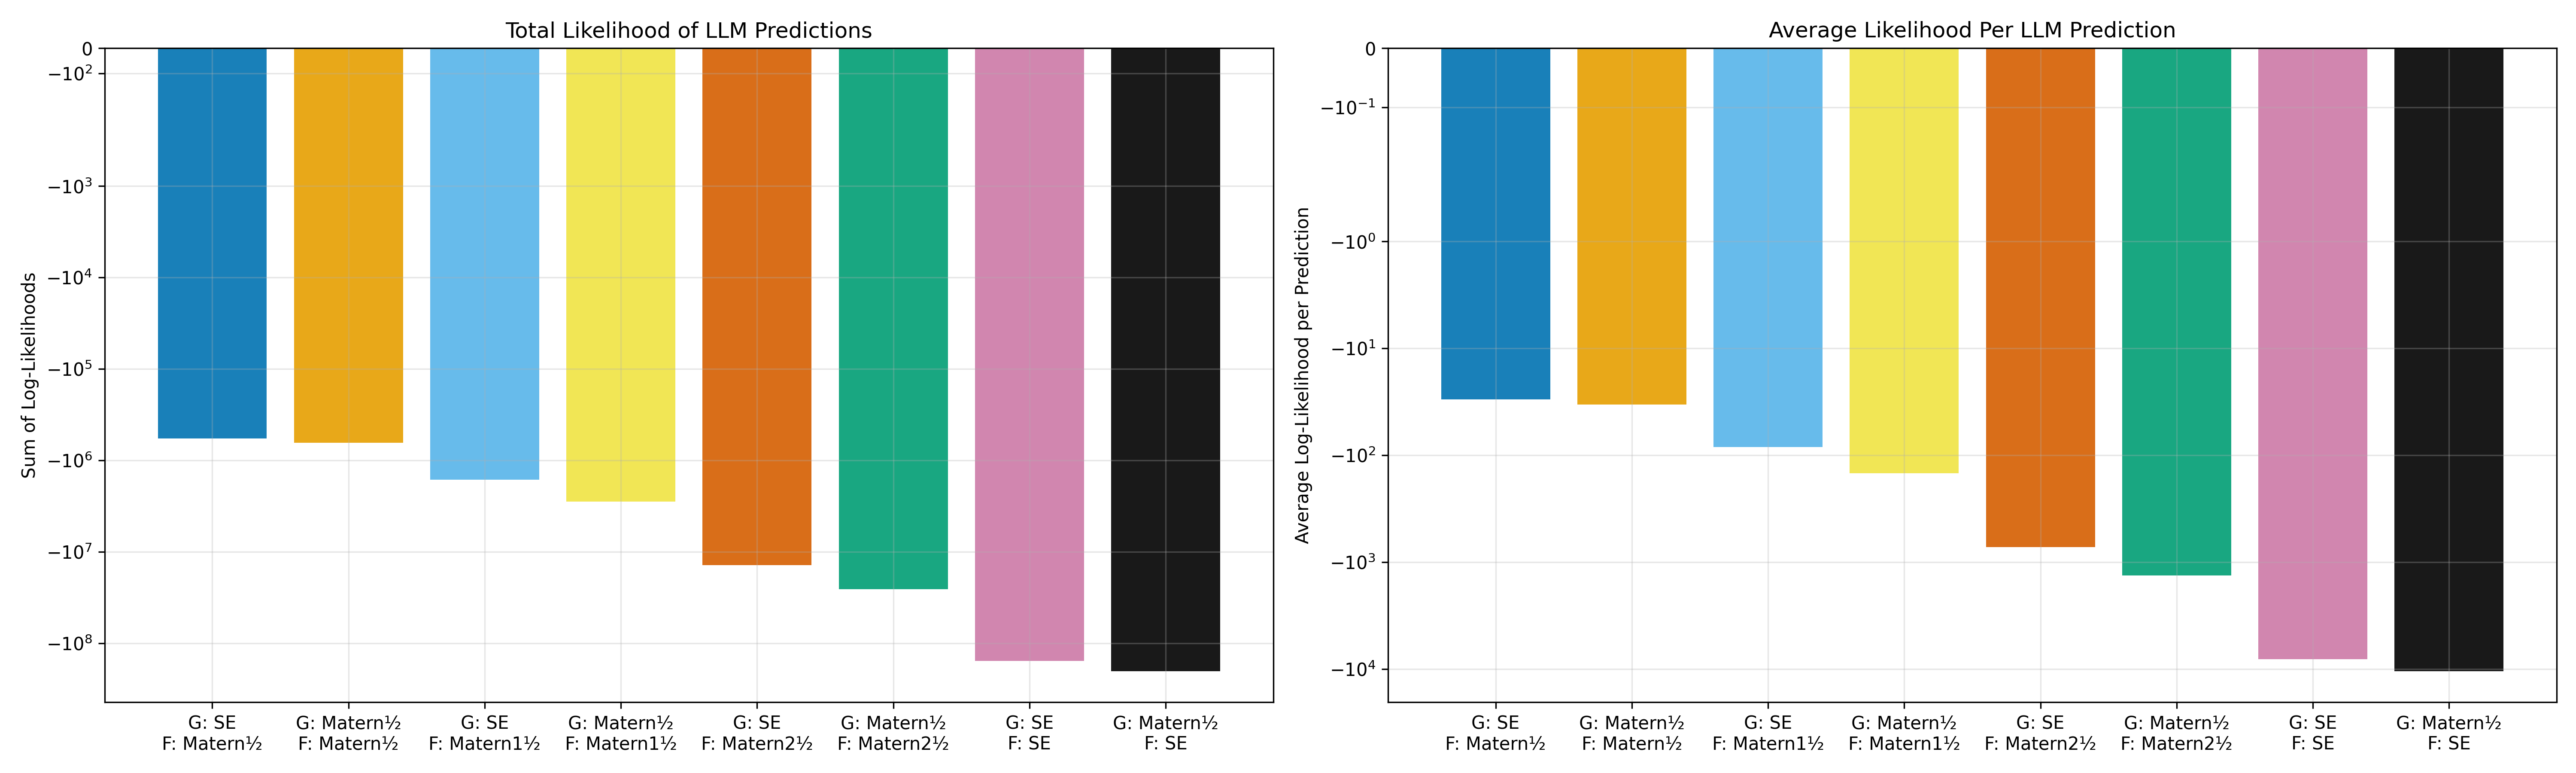 Total Likelihood of LLM Predictions
Sum of Log-Likelihoods
0
−10²
−10³
−10⁴
−10⁵
−10⁶
−10⁷
−10⁸
G: SE
F: Matern½
G: Matern½
F: Matern½
G: SE
F: Matern1½
G: Matern½
F: Matern1½
G: SE
F: Matern2½
G: Matern½
F: Matern2½
G: SE
F: SE
G: Matern½
F: SE
Average Likelihood Per LLM Prediction
Average Log-Likelihood per Prediction
0
−10⁻¹
−10⁰
−10¹
−10²
−10³
−10⁴
G: SE
F: Matern½
G: Matern½
F: Matern½
G: SE
F: Matern1½
G: Matern½
F: Matern1½
G: SE
F: Matern2½
G: Matern½
F: Matern2½
G: SE
F: SE
G: Matern½
F: SE